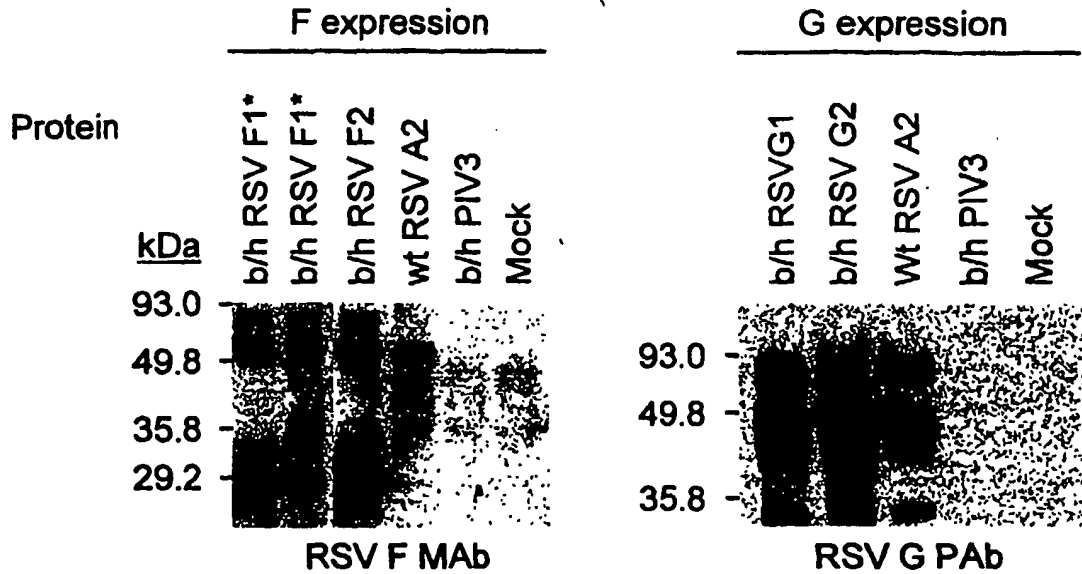 F expression
G expression
Protein
b/h RSV F1*
b/h RSV F1*
b/h RSV F2
wt RSV A2
b/h PIV3
Mock
b/h RSVG1
b/h RSV G2
Wt RSV A2
b/h PIV3
Mock
kDa
93.0
49.8
35.8
29.2
93.0
49.8
35.8
RSV F MAb
RSV G PAb